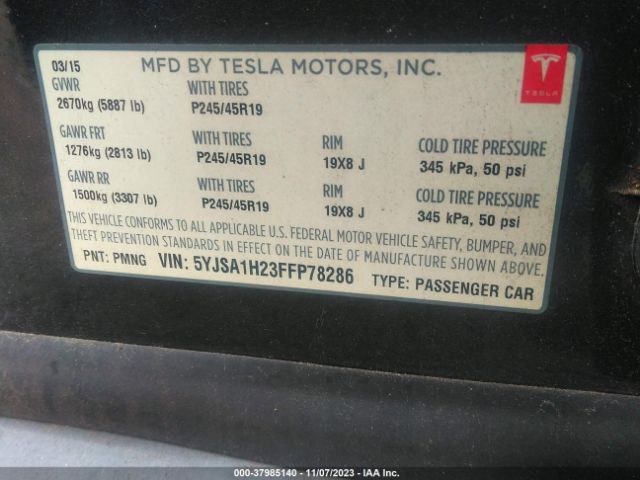 03/15 MFD BY TESLA MOTORS, INC.
TESLA
GVWR WITH TIRES
2670kg (5887 lb) P245/45R19
GAWR FRT WITH TIRES RIM COLD TIRE PRESSURE
1276kg (2813 lb) P245/45R19 19X8 J 345 kPa, 50 psi
GAWR RR WITH TIRES RIM COLD TIRE PRESSURE
1500kg (3307 lb) P245/45R19 19X8 J 345 kPa, 50 psi
THIS VEHICLE CONFORMS TO ALL APPLICABLE U.S. FEDERAL MOTOR VEHICLE SAFETY, BUMPER, AND
THEFT PREVENTION STANDARDS IN EFFECT ON THE DATE OF MANUFACTURE SHOWN ABOVE.
PNT: PMNG VIN: 5YJSA1H23FFP78286 TYPE: PASSENGER CAR
000-37985140 - 11/07/2023 - IAA Inc.